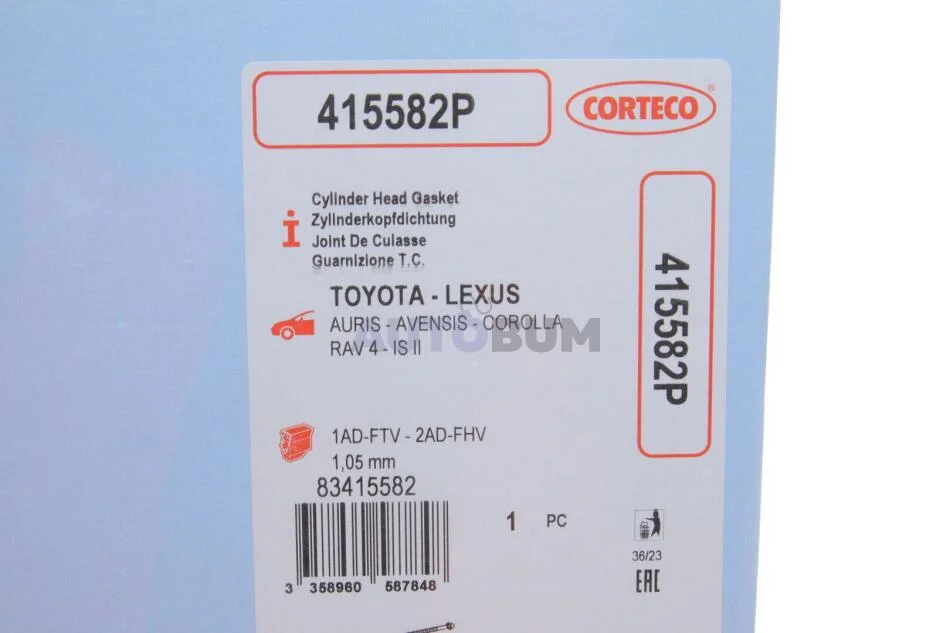 415582P
CORTECO®
Cylinder Head Gasket
Zylinderkopfdichtung
Joint De Culasse
Guarnizione T.C.
i
TOYOTA - LEXUS
AURIS - AVENSIS - COROLLA
RAV 4 - IS II
AUTOBUM
415582P
1AD-FTV - 2AD-FHV
1,05 mm
83415582
1 PC
36/23
EAC
3 358960 587848